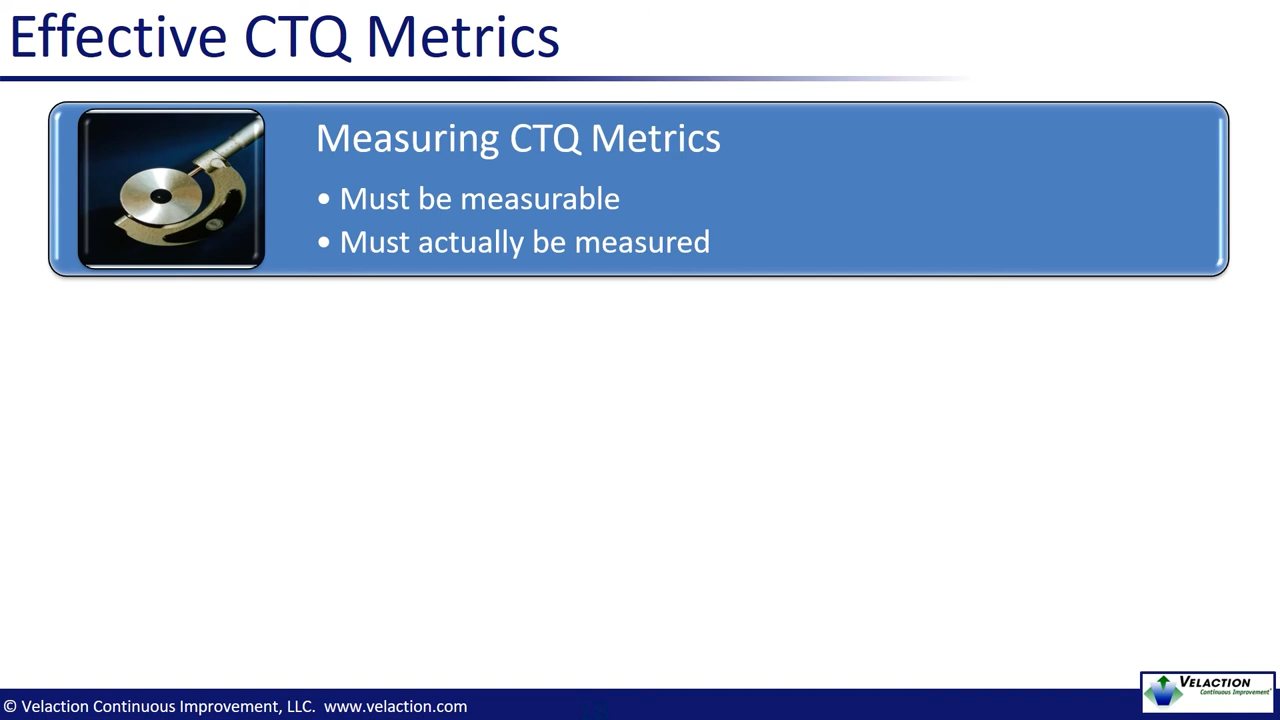 Effective CTQ Metrics
Measuring CTQ Metrics
• Must be measurable
• Must actually be measured
© Velaction Continuous Improvement, LLC. www.velaction.com
VELACTION
Continuous Improvement